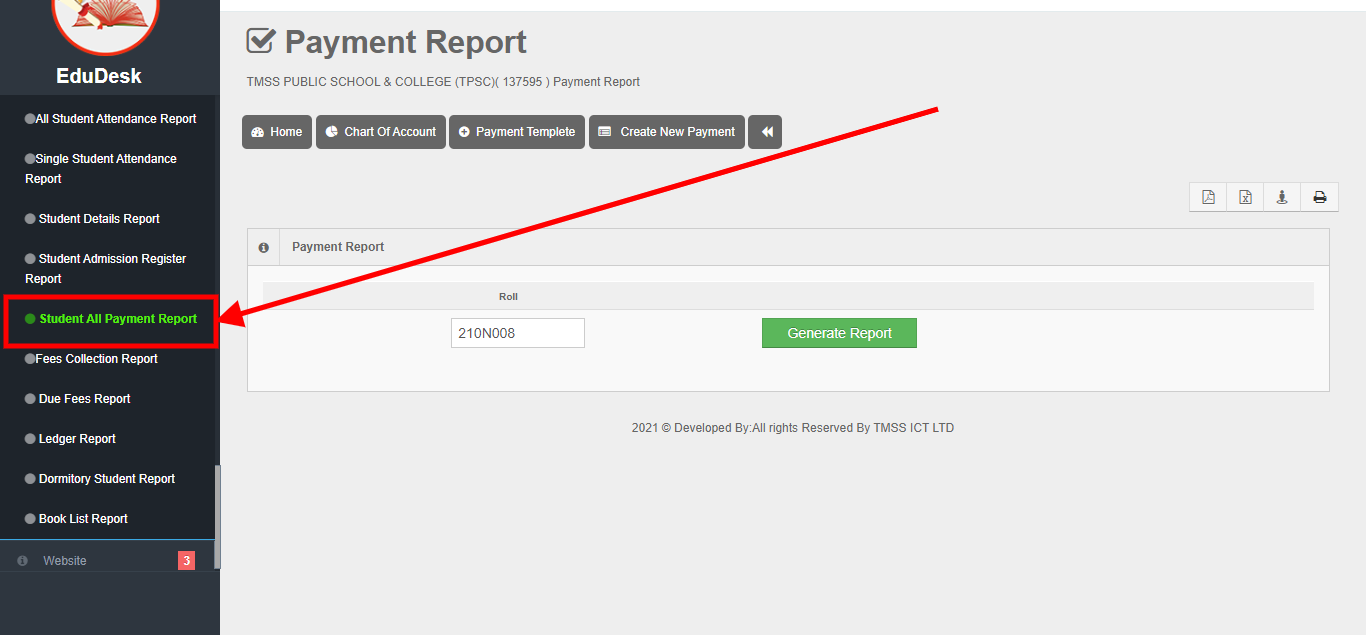 EduDesk
All Student Attendance Report
Single Student Attendance
Report
Student Details Report
Student Admission Register
Report
Student All Payment Report
Fees Collection Report
Due Fees Report
Ledger Report
Dormitory Student Report
Book List Report
Website 3
Payment Report
TMSS PUBLIC SCHOOL & COLLEGE (TPSC)( 137595 ) Payment Report
Home Chart Of Account Payment Templete Create New Payment
Payment Report
Roll
210N008 Generate Report
2021 © Developed By:All rights Reserved By TMSS ICT LTD